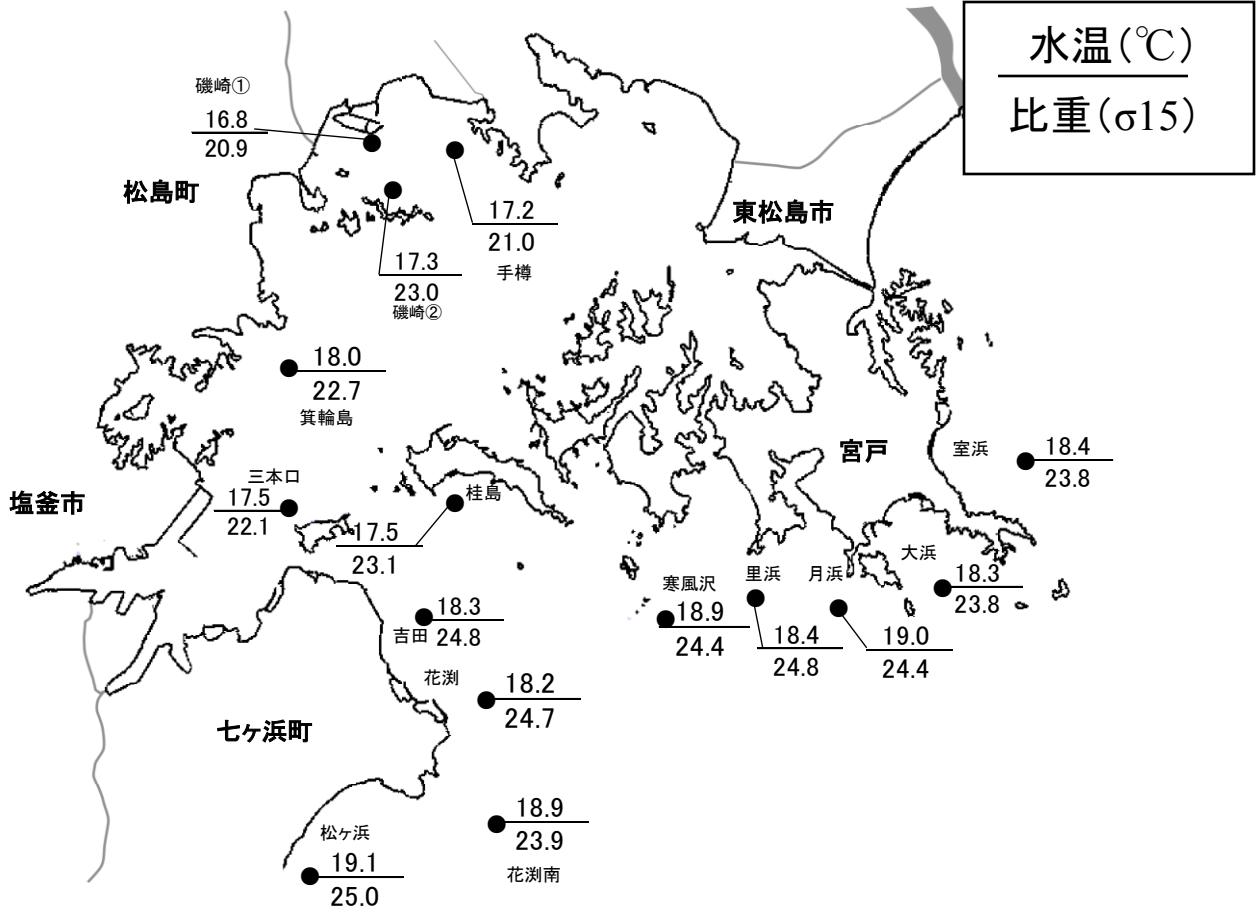 水温(℃)
比重(σ15)
磯崎①
16.8
20.9
松島町
17.2
21.0
手樽
17.3
23.0
磯崎②
東松島市
18.0
22.7
箕輪島
宮戸
室浜
18.4
23.8
塩釜市
三本口
17.5
22.1
桂島
17.5
23.1
大浜
18.3
23.8
寒風沢
18.9
24.4
里浜
18.4
24.8
月浜
19.0
24.4
吉田
18.3
24.8
花渕
18.2
24.7
七ヶ浜町
18.9
23.9
花渕南
松ヶ浜
19.1
25.0